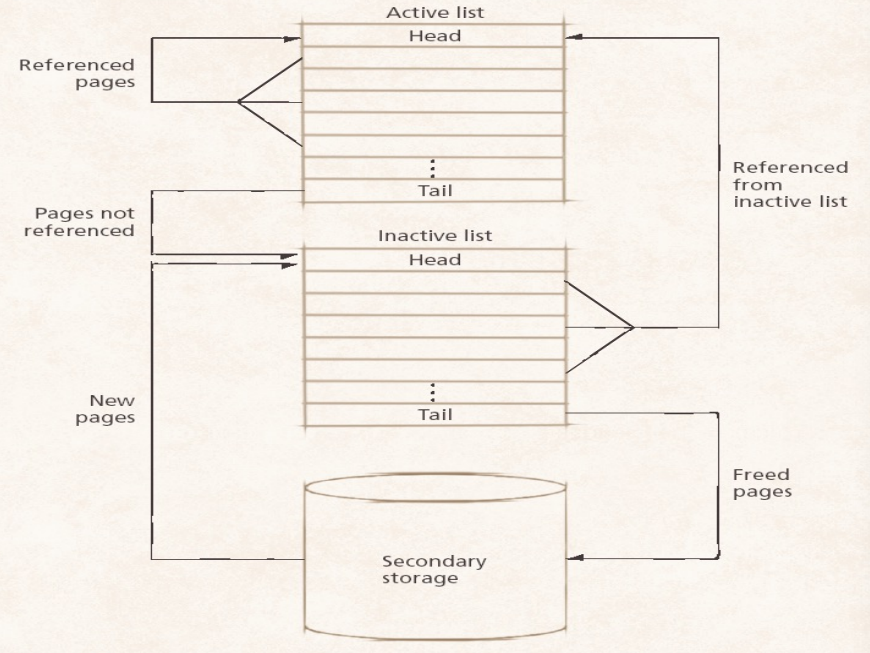 Active list
Head
Referenced
pages
Referenced
from
inactive list
Tail
Pages not
referenced
Inactive list
Head
New
pages
Tail
Freed
pages
Secondary
storage